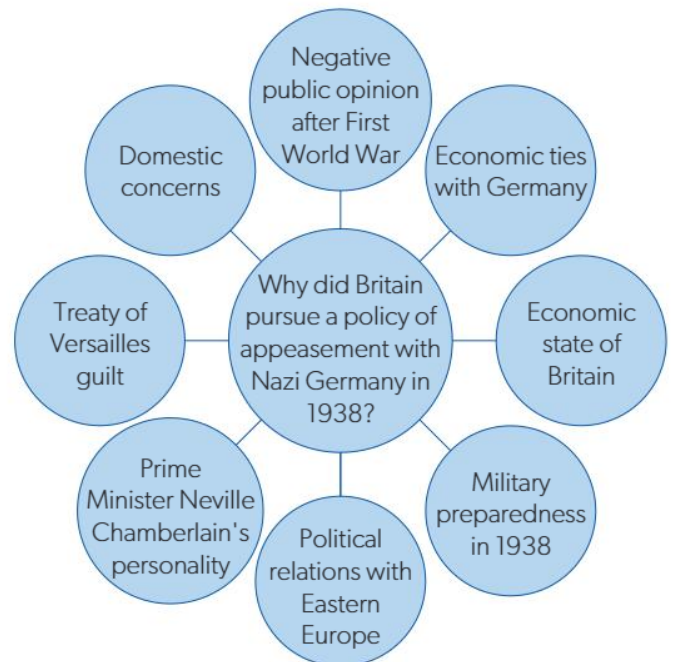 Negative
public opinion
after First
World War
Economic ties
with Germany
Economic
state of
Britain
Military
preparedness
in 1938
Political
relations with
Eastern
Europe
Prime
Minister Neville
Chamberlain's
personality
Treaty of
Versailles
guilt
Domestic
concerns
Why did Britain
pursue a policy of
appeasement with
Nazi Germany in
1938?